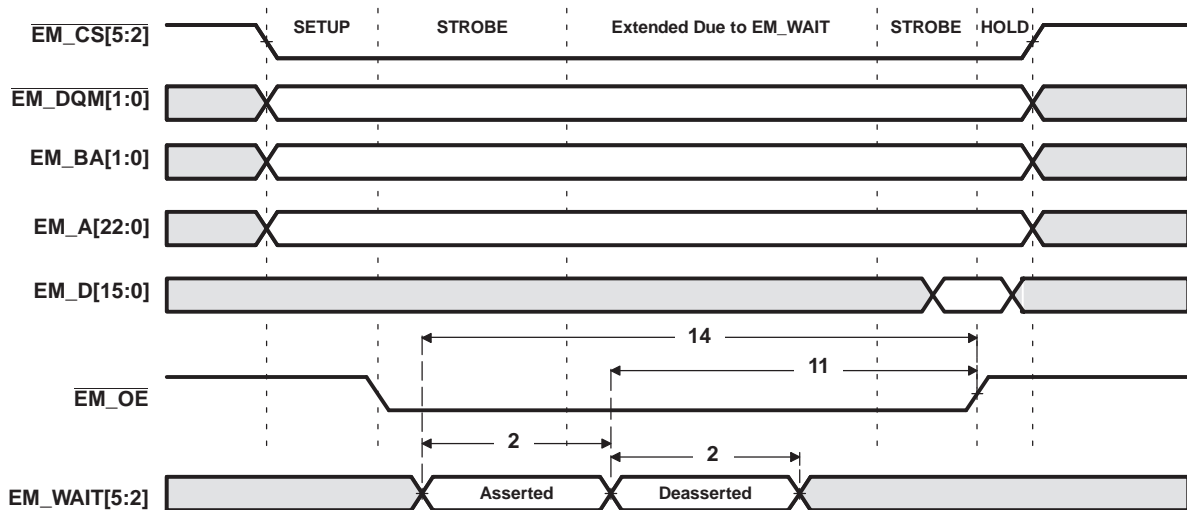 EM_CS[5:2]
SETUP STROBE Extended Due to EM_WAIT STROBE HOLD
EM_DQM[1:0]
EM_BA[1:0]
EM_A[22:0]
EM_D[15:0]
14
11
EM_OE
2
2
EM_WAIT[5:2]
Asserted Deasserted